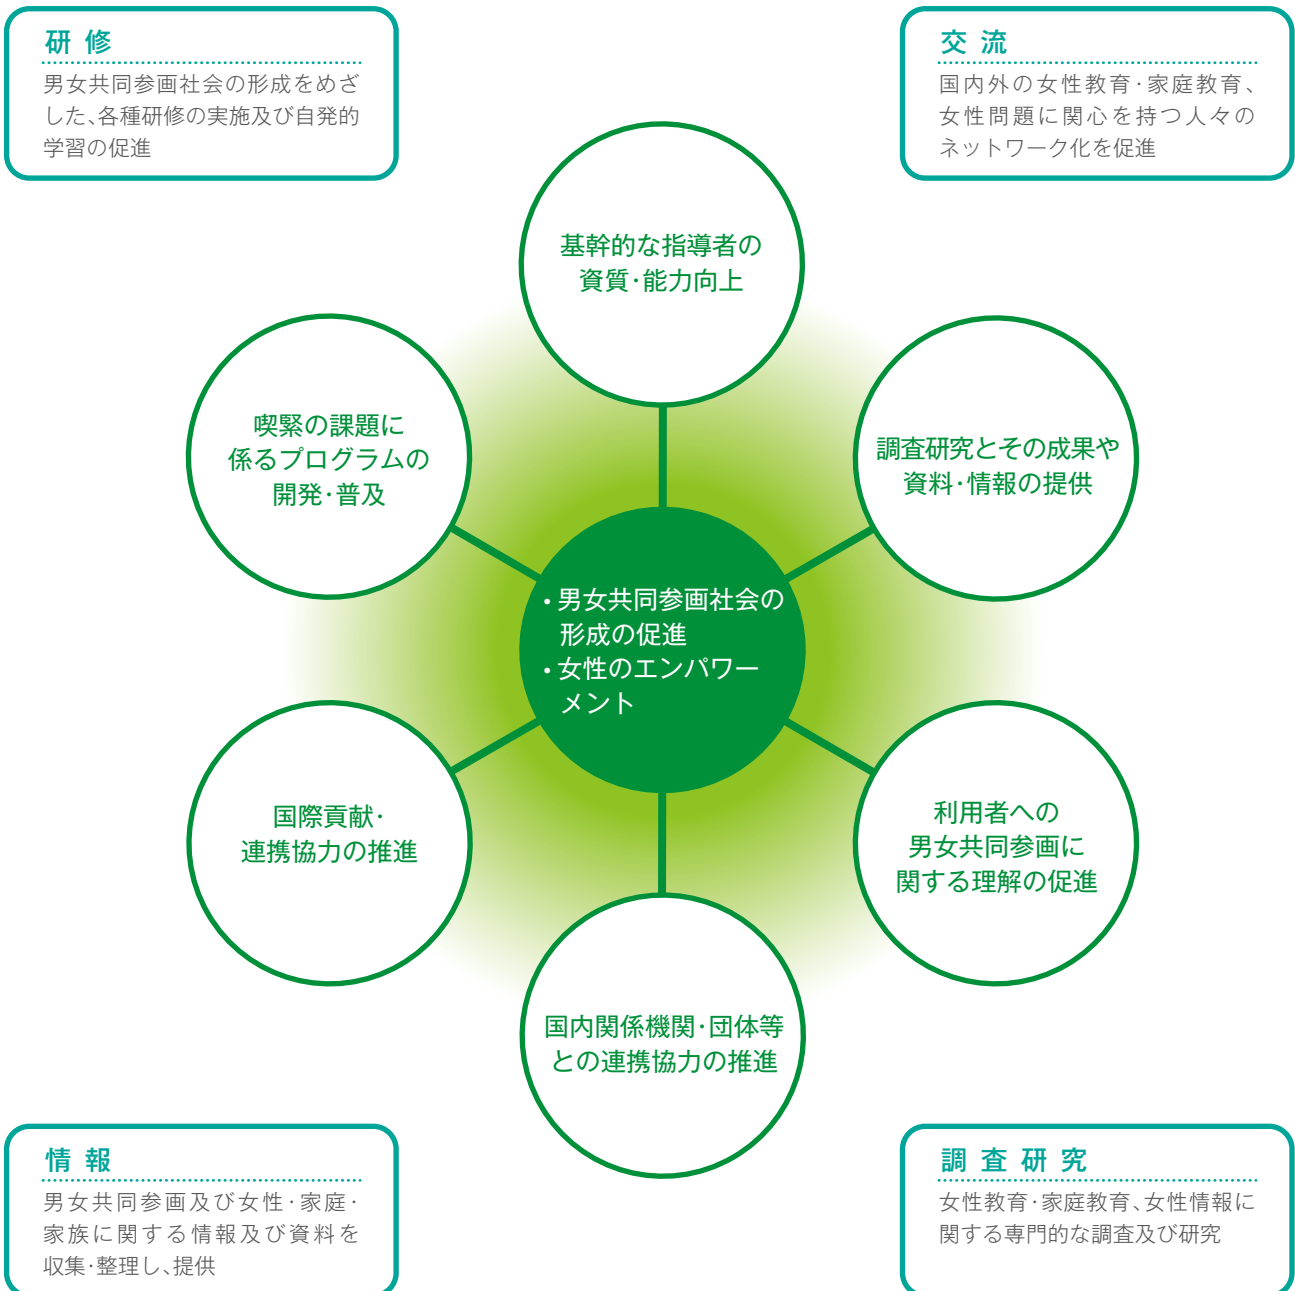 研修
男女共同参画社会の形成をめざ
した、各種研修の実施及び自発的
学習の促進
交流
国内外の女性教育･家庭教育、
女性問題に関心を持つ人々の
ネットワーク化を促進
基幹的な指導者の
資質･能力向上
喫緊の課題に
係るプログラムの
開発･普及
調査研究とその成果や
資料･情報の提供
• 男女共同参画社会の
形成の促進
• 女性のエンパワー
メント
国際貢献･
連携協力の推進
利用者への
男女共同参画に
関する理解の促進
国内関係機関･団体等
との連携協力の推進
情報
男女共同参画及び女性･家庭･
家族に関する情報及び資料を
収集･整理し、提供
調査研究
女性教育･家庭教育、女性情報に
関する専門的な調査及び研究